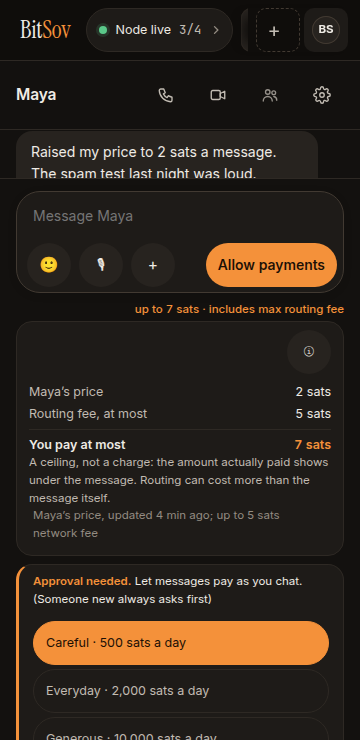 BitSov
Node live 3/4
+
BS
Maya
Raised my price to 2 sats a message.
The spam test last night was loud.
Message Maya
+
Allow payments
up to 7 sats · includes max routing fee
Maya’s price 2 sats
Routing fee, at most 5 sats
You pay at most 7 sats
A ceiling, not a charge: the amount actually paid shows
under the message. Routing can cost more than the
message itself.
Maya’s price, updated 4 min ago; up to 5 sats
network fee
Approval needed. Let messages pay as you chat.
(Someone new always asks first)
Careful · 500 sats a day
Everyday · 2,000 sats a day
Generous · 10,000 sats a day